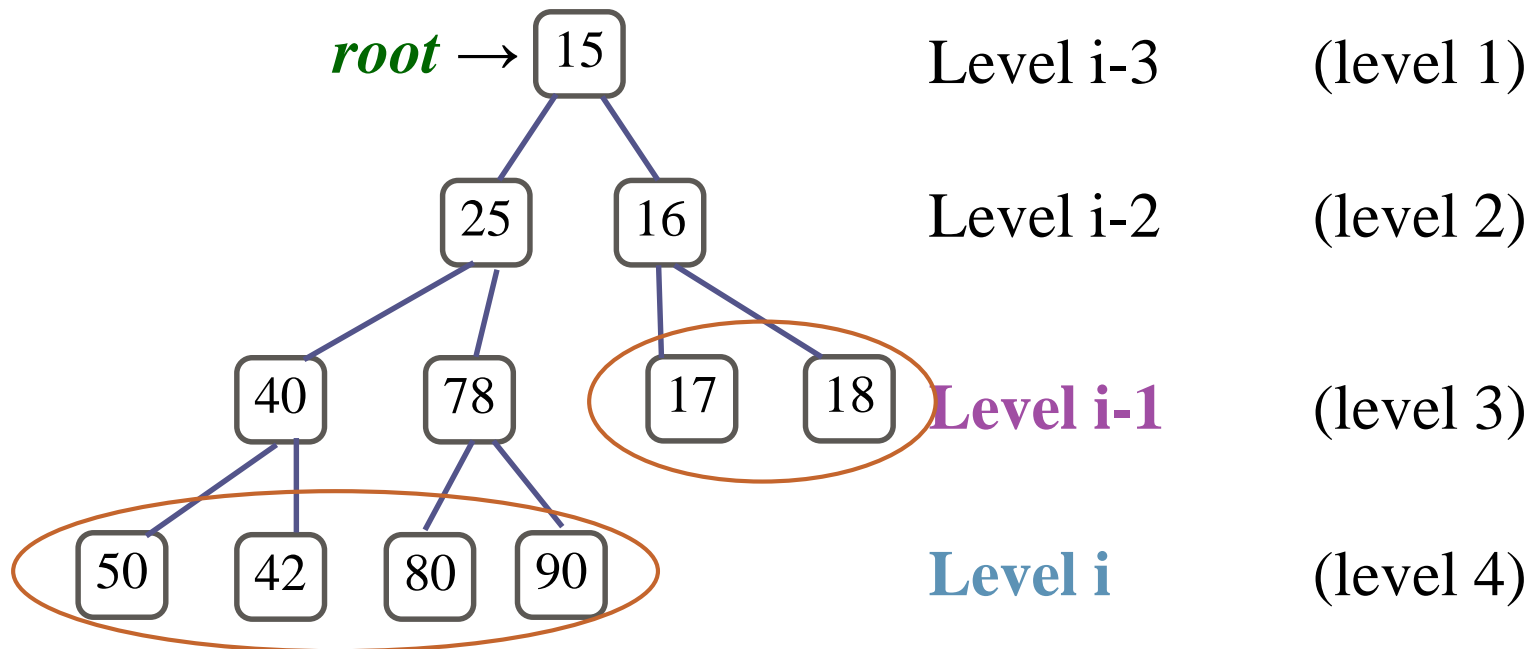 root → 15 Level i-3 (level 1)
25 16 Level i-2 (level 2)
40 78 17 18 Level i-1 (level 3)
50 42 80 90 Level i (level 4)